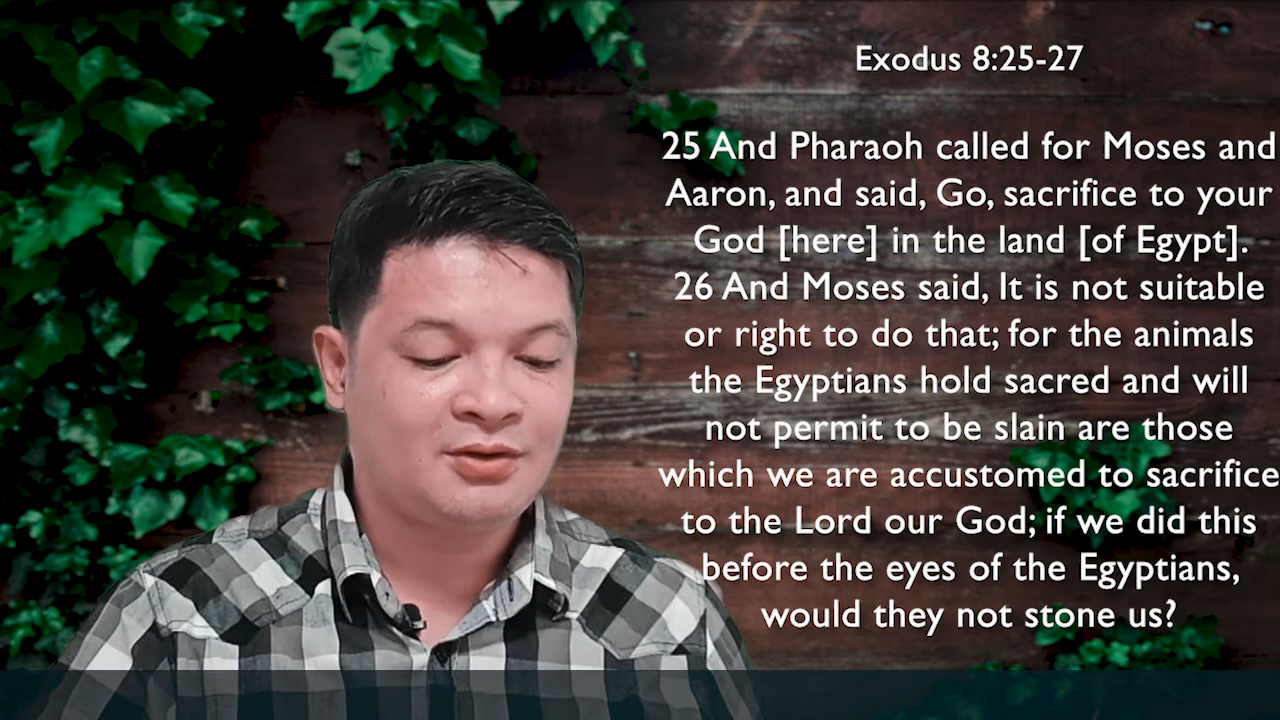 Exodus 8:25-27
25 And Pharaoh called for Moses and
Aaron, and said, Go, sacrifice to your
God [here] in the land [of Egypt].
26 And Moses said, It is not suitable
or right to do that; for the animals
the Egyptians hold sacred and will
not permit to be slain are those
which we are accustomed to sacrifice
to the Lord our God; if we did this
before the eyes of the Egyptians,
would they not stone us?